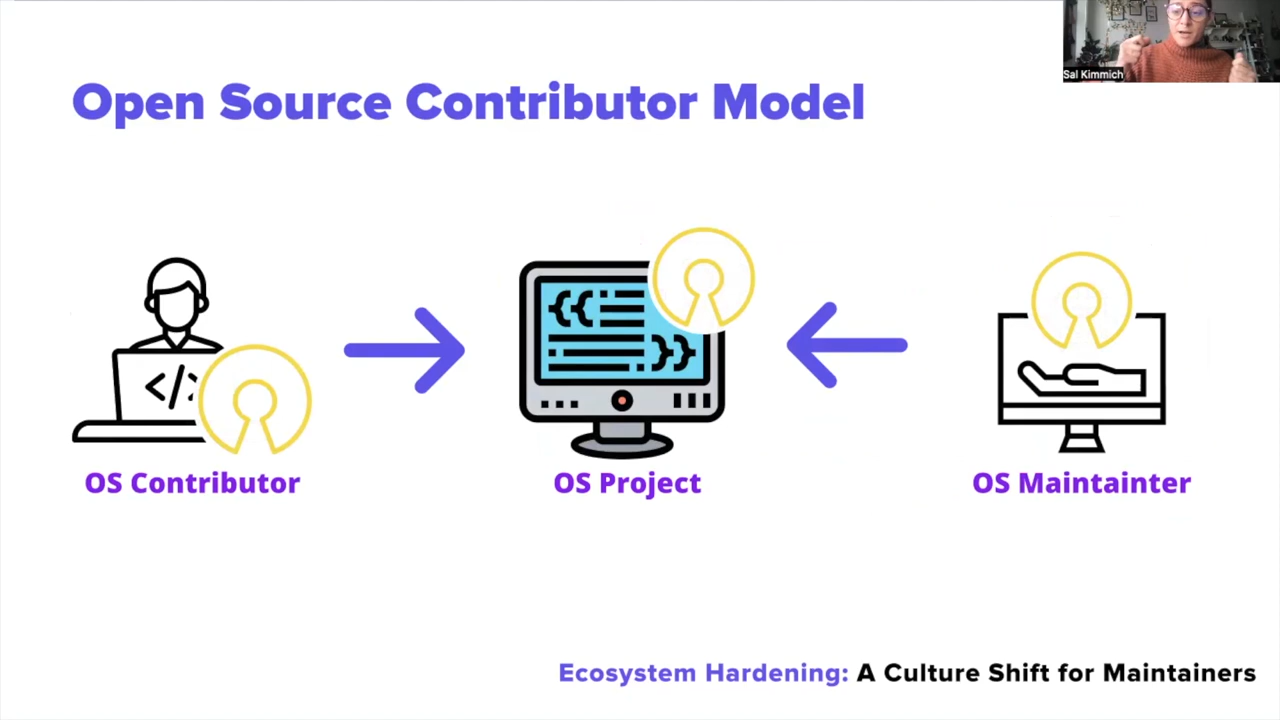 Sal Kimmich
Open Source Contributor Model
</>
OS Contributor
OS Project
OS Maintainter
Ecosystem Hardening: A Culture Shift for Maintainers